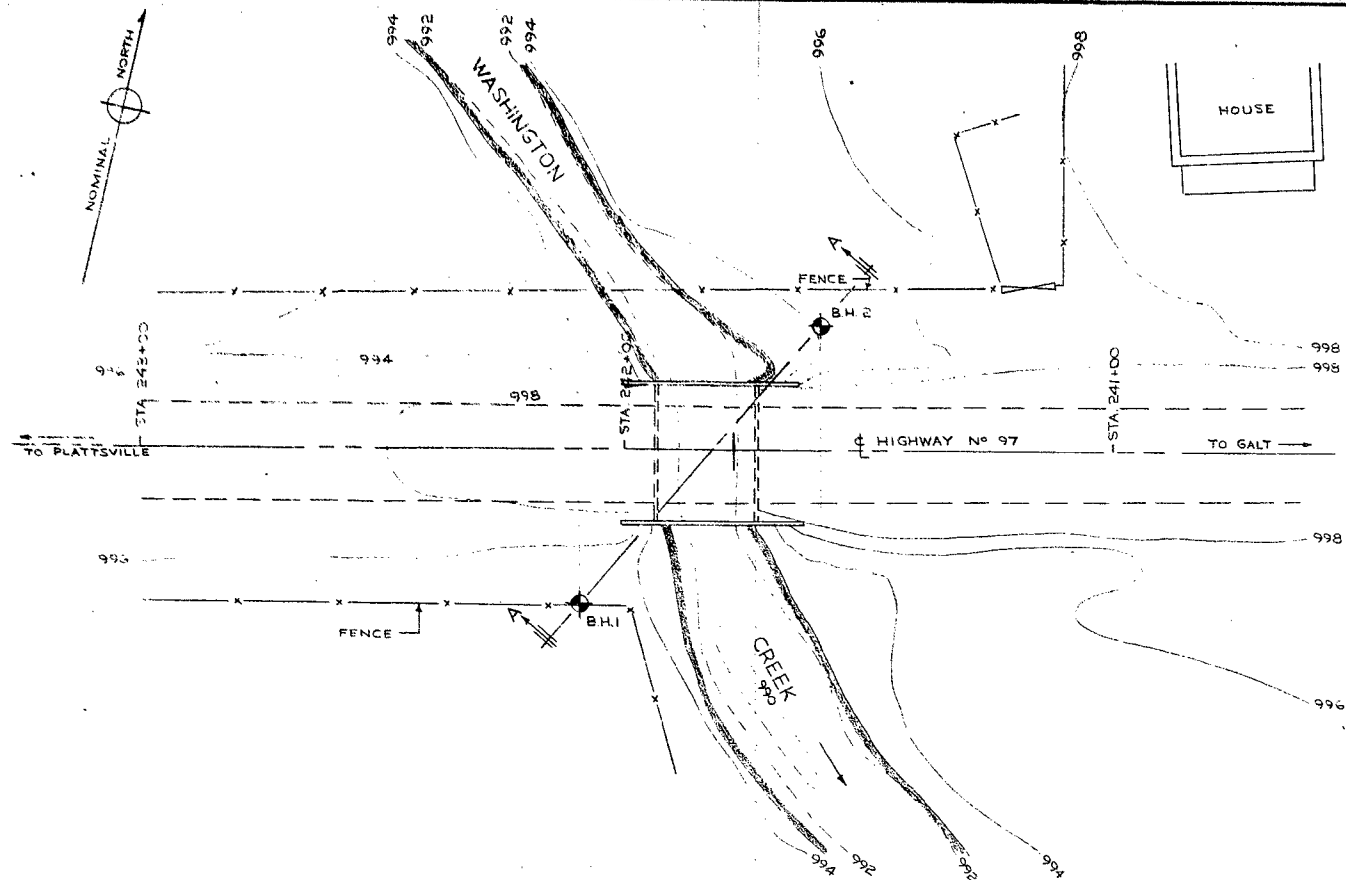 994
992
992
994
996
998
NORTH
NOMINAL
WASHINGTON
HOUSE
A
FENCE
B.H. 2
STA. 243+00
994
998
STA. 242+00
STA. 241+00
998
998
TO PLATTSVILLE
℄ HIGHWAY Nº 97
TO GALT
998
FENCE
A
B.H.1
CREEK
990
996
994
992
992
994